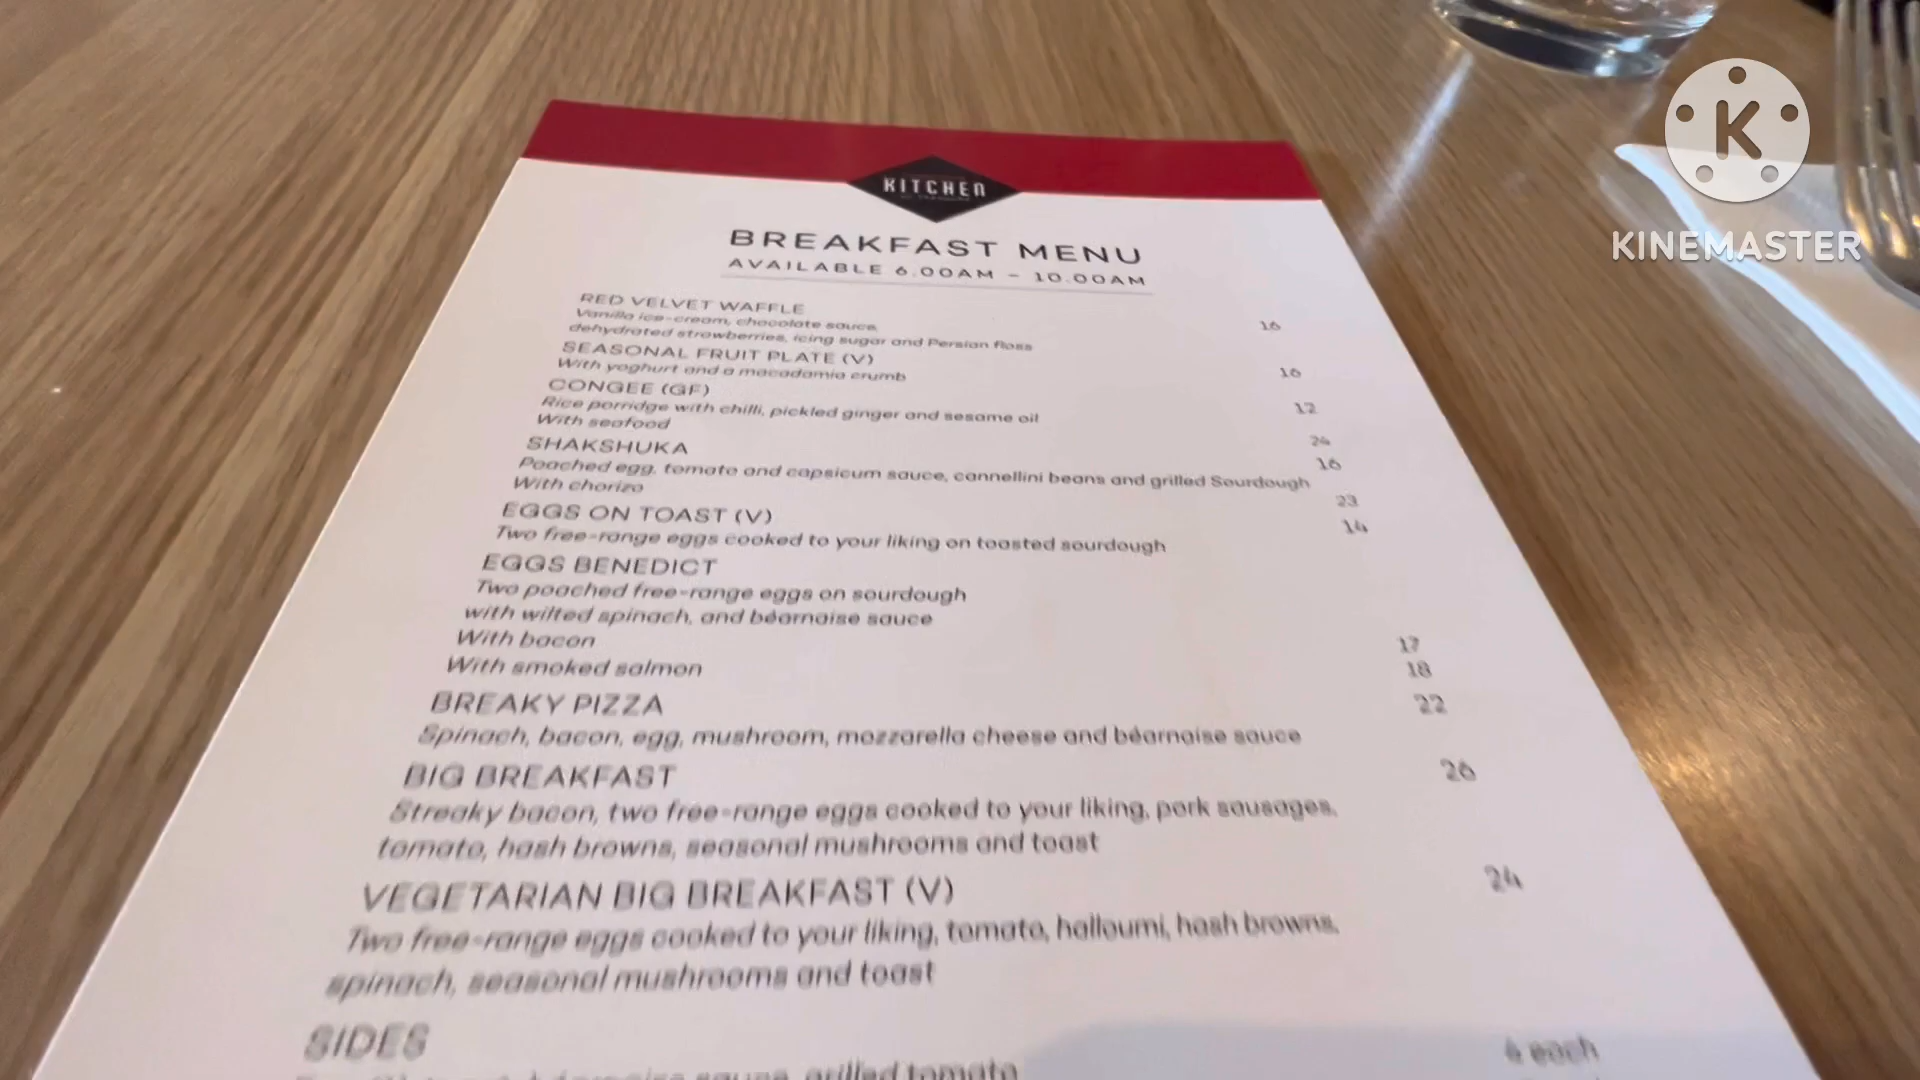 KITCHEN
BREAKFAST MENU
AVAILABLE 6.00AM - 10.00AM
RED VELVET WAFFLE
Vanilla ice-cream, chocolate sauce, 16
dehydrated strawberries, icing sugar and Persian floss
SEASONAL FRUIT PLATE (V)
With yoghurt and a macadamia crumb 16
CONGEE (GF)
Rice porridge with chilli, pickled ginger and sesame oil 12
With seafood 24
SHAKSHUKA 16
Poached egg, tomato and capsicum sauce, cannellini beans and grilled Sourdough
With chorizo 23
EGGS ON TOAST (V) 14
Two free-range eggs cooked to your liking on toasted sourdough
EGGS BENEDICT
Two poached free-range eggs on sourdough
with wilted spinach, and béarnaise sauce
With bacon 17
With smoked salmon 18
BREAKY PIZZA 22
Spinach, bacon, egg, mushroom, mozzarella cheese and béarnaise sauce
BIG BREAKFAST 26
Streaky bacon, two free-range eggs cooked to your liking, pork sausages,
tomato, hash browns, seasonal mushrooms and toast
VEGETARIAN BIG BREAKFAST (V) 24
Two free-range eggs cooked to your liking, tomato, halloumi, hash browns,
spinach, seasonal mushrooms and toast
SIDES 6 each
sauce, grilled tomato
K
KINEMASTER